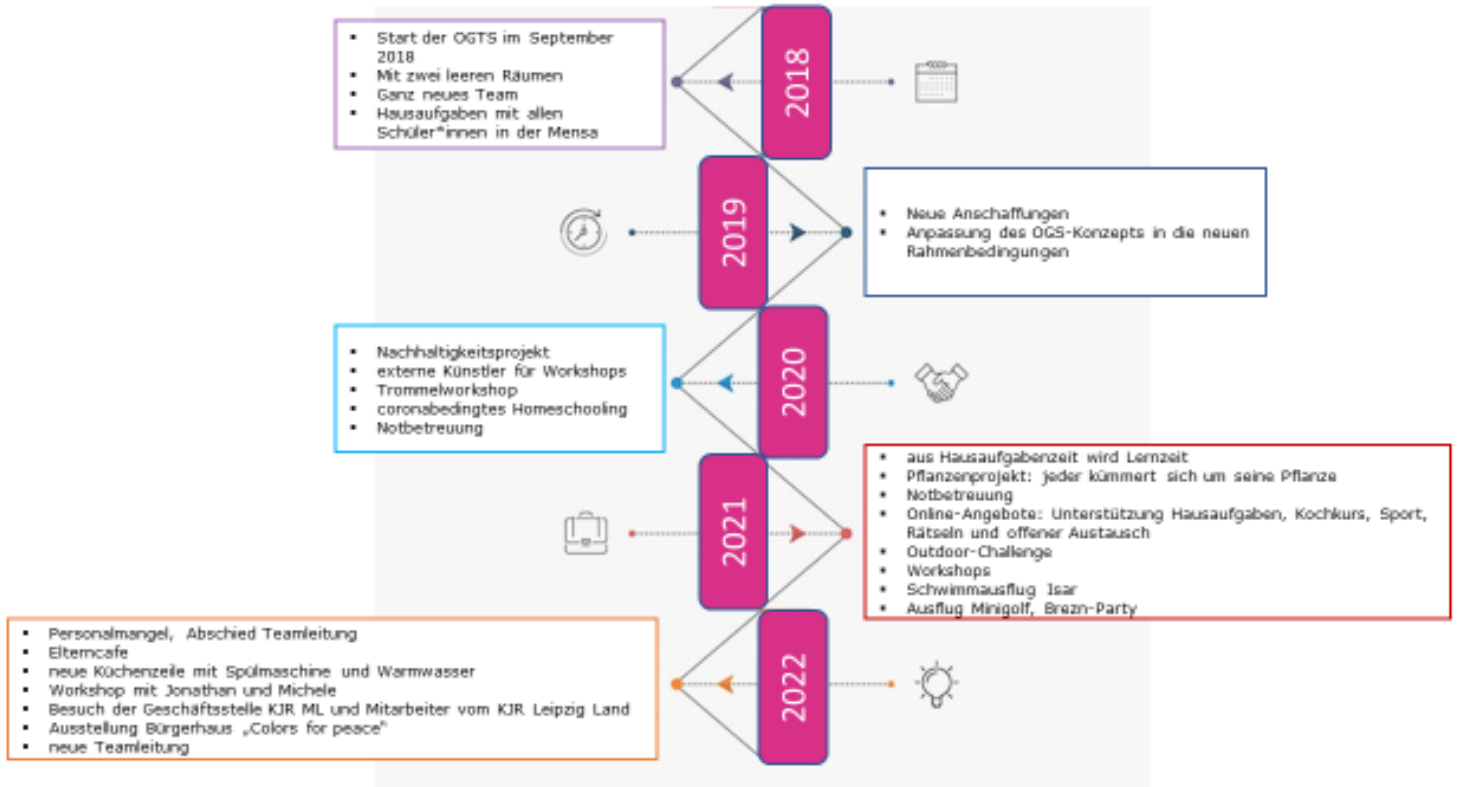 2018
▪ Start der OGTS im September
2018
▪ Mit zwei leeren Räumen
▪ Ganz neues Team
▪ Hausaufgaben mit allen
Schüler*innen in der Mensa
2019
▪ Neue Anschaffungen
▪ Anpassung des OGS-Konzepts in die neuen
Rahmenbedingungen
2020
▪ Nachhaltigkeitsprojekt
▪ externe Künstler für Workshops
▪ Trommelworkshop
▪ coronabedingtes Homeschooling
▪ Notbetreuung
2021
▪ aus Hausaufgabenzeit wird Lernzeit
▪ Pflanzenprojekt: jeder kümmert sich um seine Pflanze
▪ Notbetreuung
▪ Online-Angebote: Unterstützung Hausaufgaben, Kochkurs, Sport,
Rätseln und offener Austausch
▪ Outdoor-Challenge
▪ Workshops
▪ Schwimmausflug Isar
▪ Ausflug Minigolf, Brezn-Party
2022
▪ Personalmangel, Abschied Teamleitung
▪ Elterncafe
▪ neue Küchenzeile mit Spülmaschine und Warmwasser
▪ Workshop mit Jonathan und Michele
▪ Besuch der Geschäftsstelle KJR ML und Mitarbeiter vom KJR Leipzig Land
▪ Ausstellung Bürgerhaus „Colors for peace"
▪ neue Teamleitung